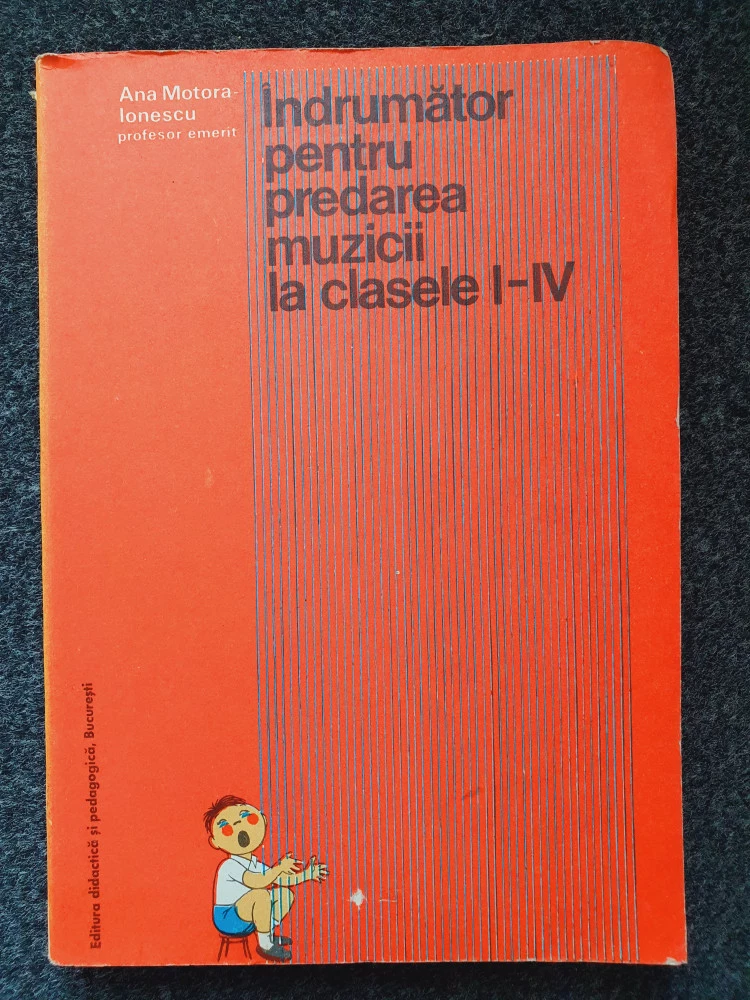 Ana Motora-
Ionescu
profesor emerit
Îndrumător
pentru
predarea
muzicii
la clasele I-IV
Editura didactică și pedagogică, București